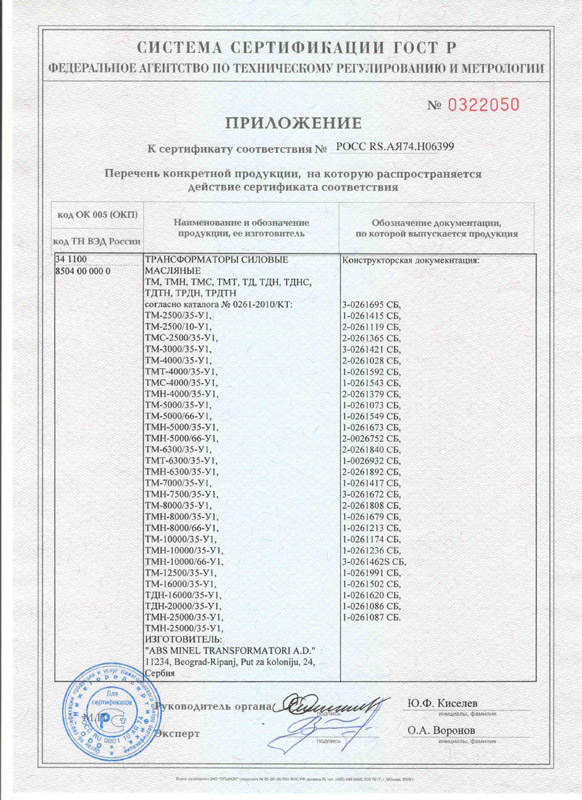 СИСТЕМА СЕРТИФИКАЦИИ ГОСТ Р
ФЕДЕРАЛЬНОЕ АГЕНТСТВО ПО ТЕХНИЧЕСКОМУ РЕГУЛИРОВАНИЮ И МЕТРОЛОГИИ
№ 0322050
ПРИЛОЖЕНИЕ
К сертификату соответствия № РОСС RS.АЯ74.Н06399
Перечень конкретной продукции, на которую распространяется
действие сертификата соответствия
код ОК 005 (ОКП)
код ТН ВЭД России
Наименование и обозначение
продукции, ее изготовитель
Обозначение документации,
по которой выпускается продукция
34 1100 ТРАНСФОРМАТОРЫ СИЛОВЫЕ Конструкторская документация:
8504 00 000 0 МАСЛЯНЫЕ
ТМ, ТМН, ТМС, ТМТ, ТД, ТДН, ТДНС,
ТДТН, ТРДН, ТРДТН
согласно каталога № 0261-2010/КТ: 3-0261695 СБ,
ТМ-2500/35-У1, 1-0261415 СБ,
ТМ-2500/10-У1, 2-0261119 СБ,
ТМС-2500/35-У1, 2-0261365 СБ,
ТМ-3000/35-У1, 3-0261421 СБ,
ТМ-4000/35-У1, 2-0261028 СБ,
ТМТ-4000/35-У1, 1-0261592 СБ,
ТМС-4000/35-У1, 1-0261543 СБ,
ТМН-4000/35-У1, 2-0261379 СБ,
ТМ-5000/35-У1, 1-0261073 СБ,
ТМ-5000/66-У1, 1-0261549 СБ,
ТМН-5000/35-У1, 1-0261673 СБ,
ТМН-5000/66-У1, 2-0026752 СБ,
ТМ-6300/35-У1, 2-0261840 СБ,
ТМТ-6300/35-У1, 1-0026932 СБ,
ТМН-6300/35-У1, 2-0261892 СБ,
ТМ-7000/35-У1, 1-0261417 СБ,
ТМН-7500/35-У1, 3-0261672 СБ,
ТМ-8000/35-У1, 2-0261808 СБ,
ТМН-8000/35-У1, 1-0261679 СБ,
ТМН-8000/66-У1, 1-0261213 СБ,
ТМ-10000/35-У1, 1-0261174 СБ,
ТМН-10000/35-У1, 1-0261236 СБ,
ТМН-10000/66-У1, 3-0261462S СБ,
ТМ-12500/35-У1, 1-0261991 СБ,
ТМ-16000/35-У1, 1-0261502 СБ,
ТДН-16000/35-У1, 1-0261620 СБ,
ТДН-20000/35-У1, 1-0261086 СБ,
ТМН-25000/35-У1, 1-0261087 СБ.
ТМН-25000/35-У1,
ИЗГОТОВИТЕЛЬ:
"ABS MINEL TRANSFORMATORI A.D."
11234, Beograd-Ripanj, Put za koloniju, 24,
Сербия
Для
сертификатов
М.П.
Руководитель органа
Ю.Ф. Киселев
подпись
инициалы, фамилия
Эксперт
О.А. Воронов
подпись
инициалы, фамилия